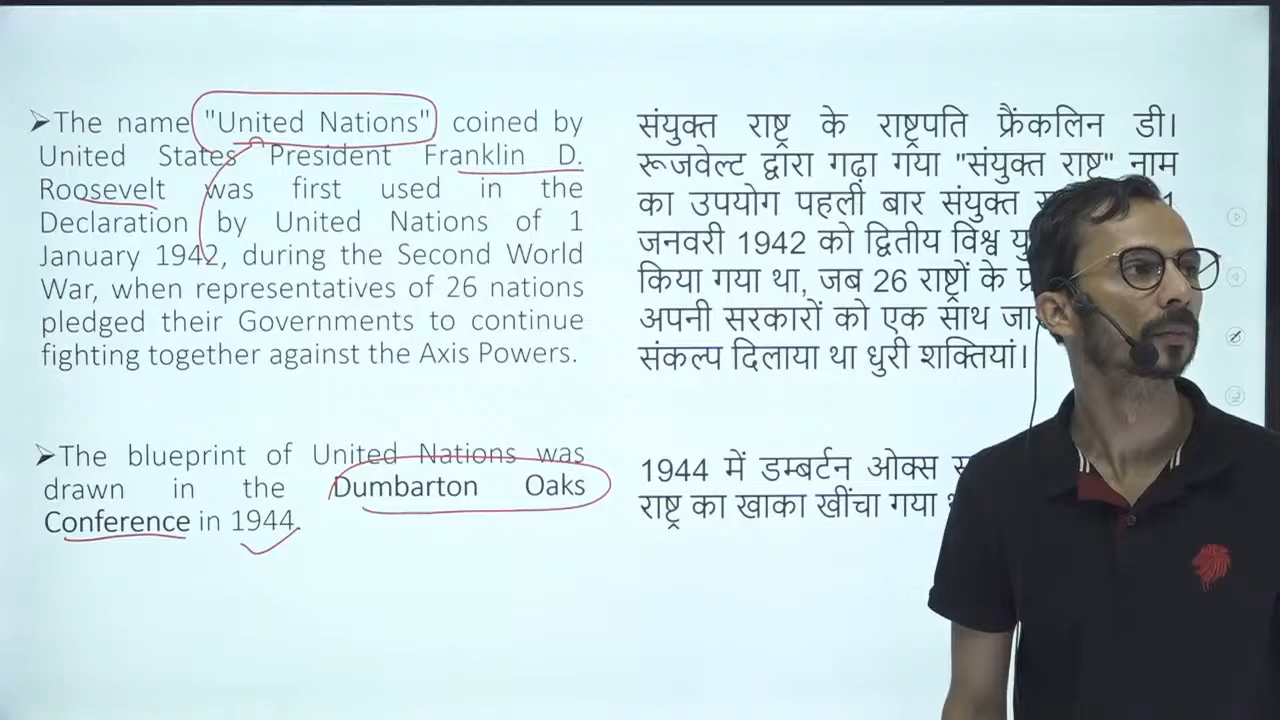 ➢The name "United Nations" coined by
United States President Franklin D.
Roosevelt was first used in the
Declaration by United Nations of 1
January 1942, during the Second World
War, when representatives of 26 nations
pledged their Governments to continue
fighting together against the Axis Powers.
➢The blueprint of United Nations was
drawn in the Dumbarton Oaks
Conference in 1944.
संयुक्त राष्ट्र के राष्ट्रपति फ्रैंकलिन डी।
रूजवेल्ट द्वारा गढ़ा गया "संयुक्त राष्ट्र" नाम
का उपयोग पहली बार संयुक्त 1
जनवरी 1942 को द्वितीय विश्व
किया गया था, जब 26 राष्ट्रों के
अपनी सरकारों को एक साथ
संकल्प दिलाया था धुरी शक्तियां।
1944 में डम्बर्टन ओक्स
राष्ट्र का खाका खींचा गया